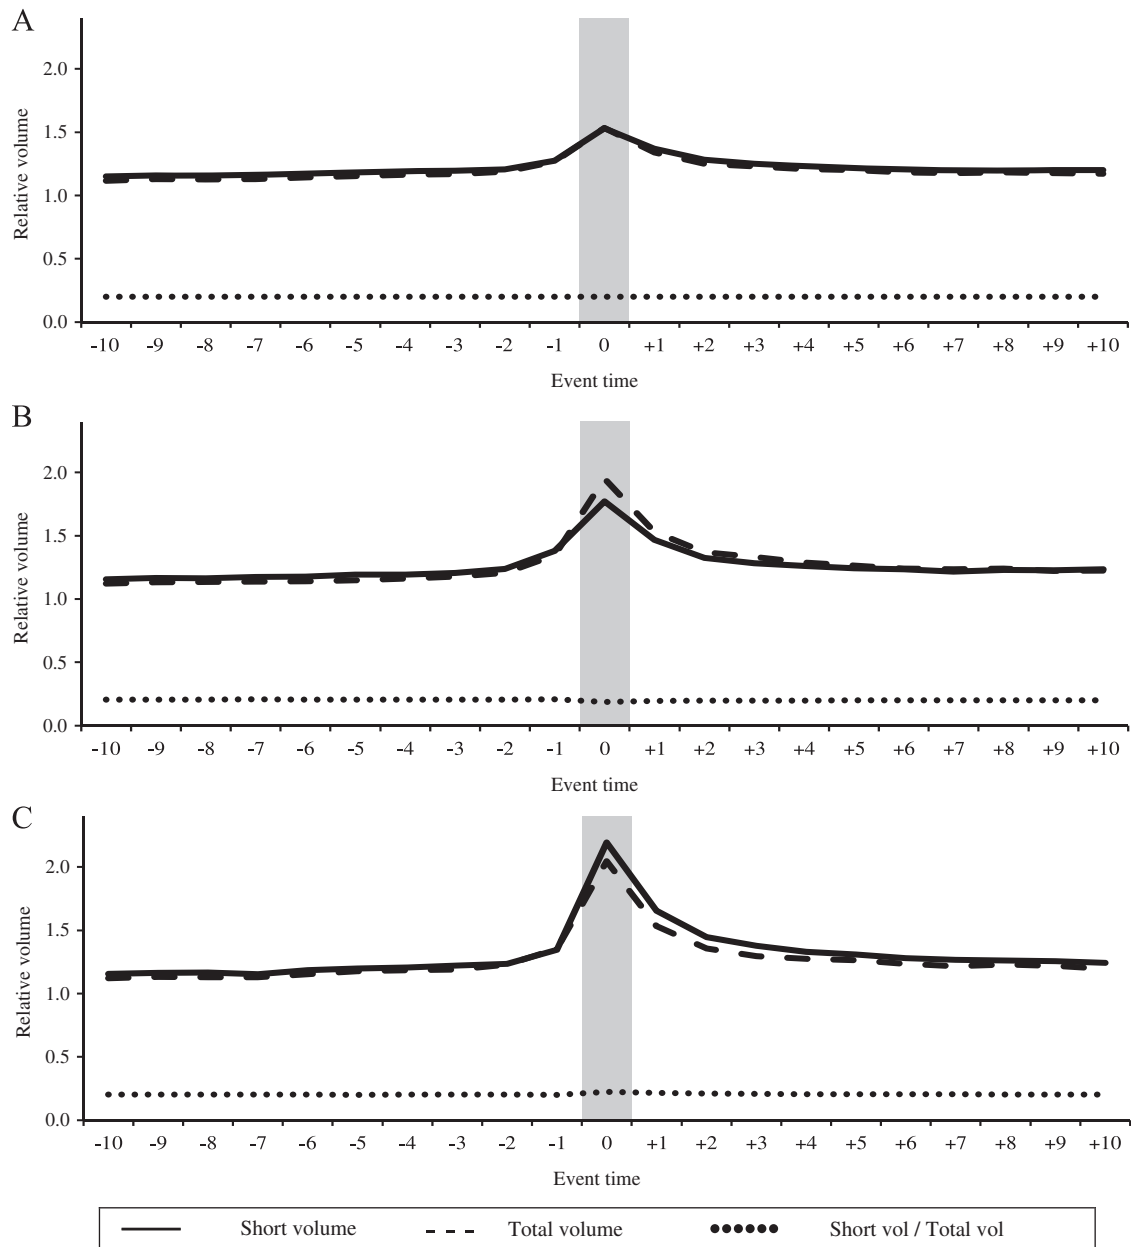 A
Relative volume
2.0
1.5
1.0
0.5
0.0
-10 -9 -8 -7 -6 -5 -4 -3 -2 -1 0 +1 +2 +3 +4 +5 +6 +7 +8 +9 +10
Event time
B
Relative volume
2.0
1.5
1.0
0.5
0.0
-10 -9 -8 -7 -6 -5 -4 -3 -2 -1 0 +1 +2 +3 +4 +5 +6 +7 +8 +9 +10
Event time
C
Relative volume
2.0
1.5
1.0
0.5
0.0
-10 -9 -8 -7 -6 -5 -4 -3 -2 -1 0 +1 +2 +3 +4 +5 +6 +7 +8 +9 +10
Event time
Short volume Total volume Short vol / Total vol